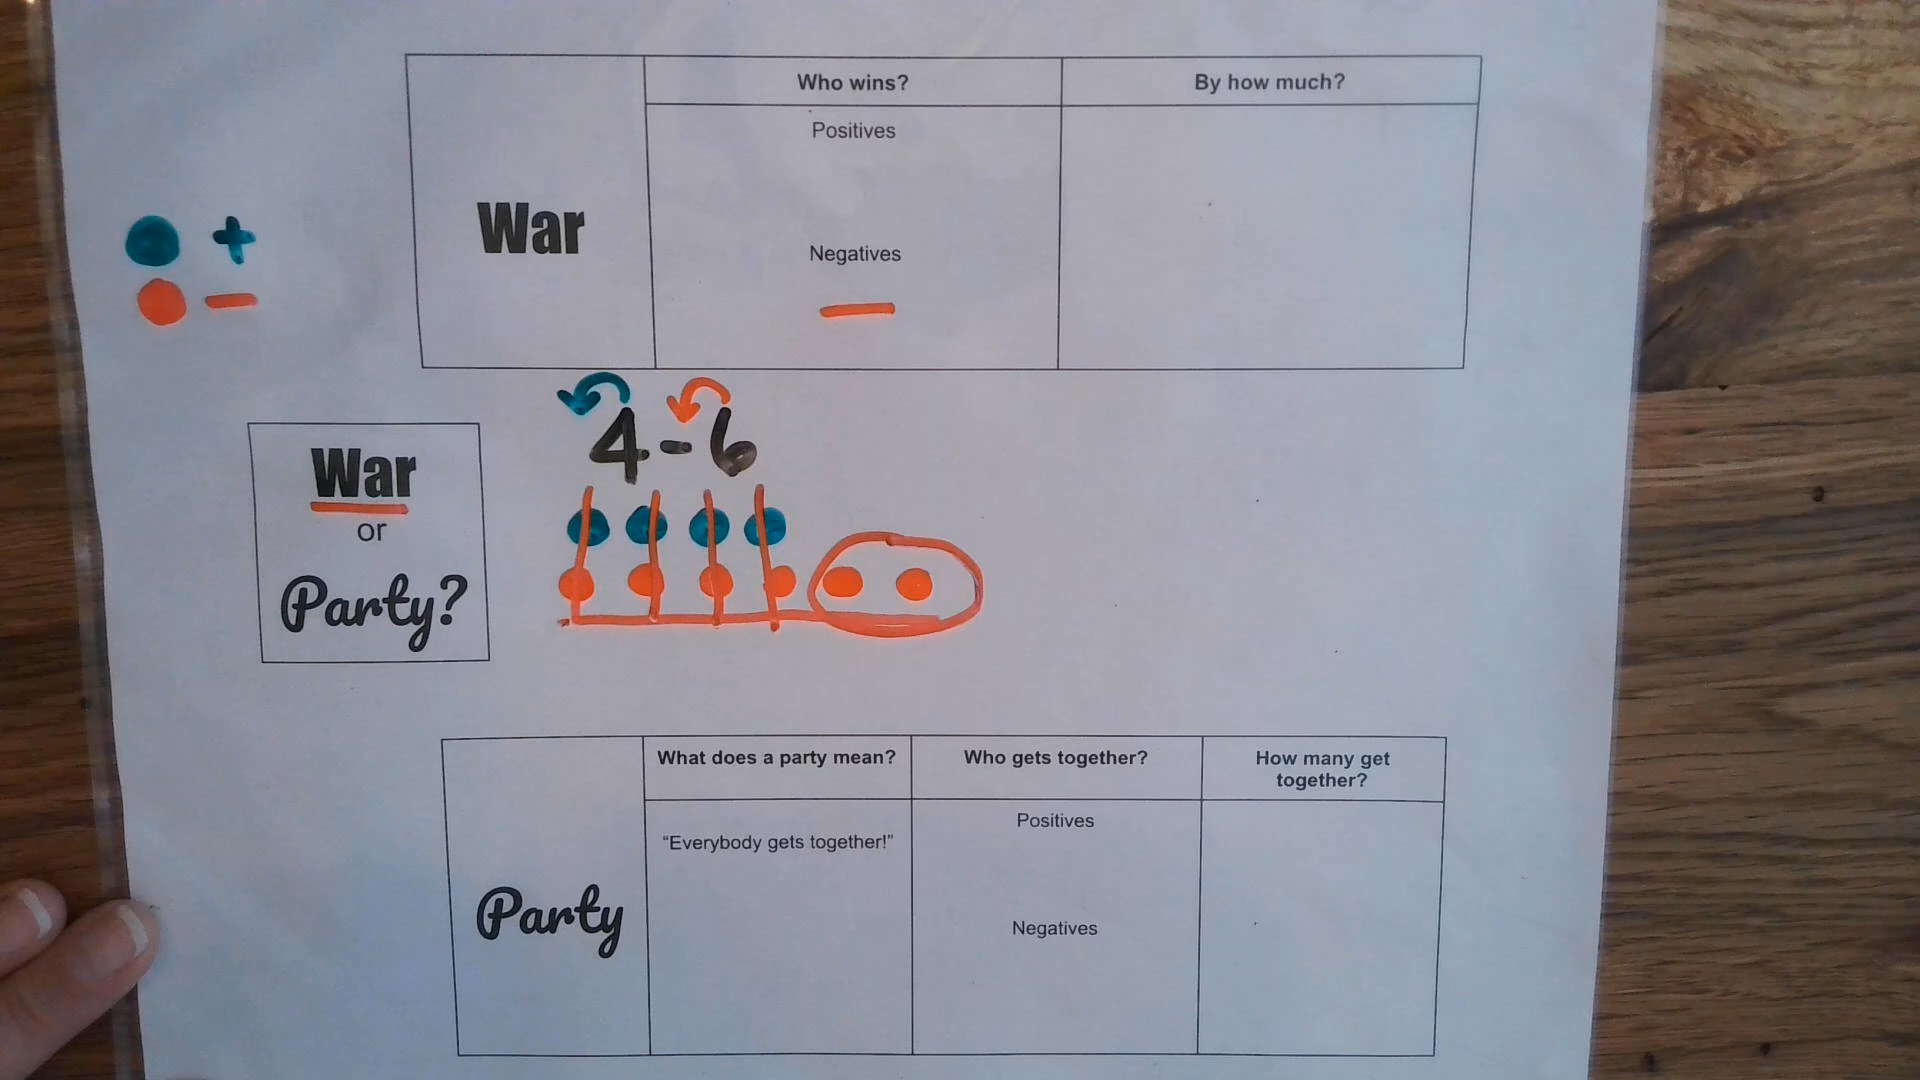 Who wins?
By how much?
Positives
War
Negatives
+
-
4-6
War
or
Party?
What does a party mean?
Who gets together?
How many get
together?
"Everybody gets together!"
Positives
Party
Negatives